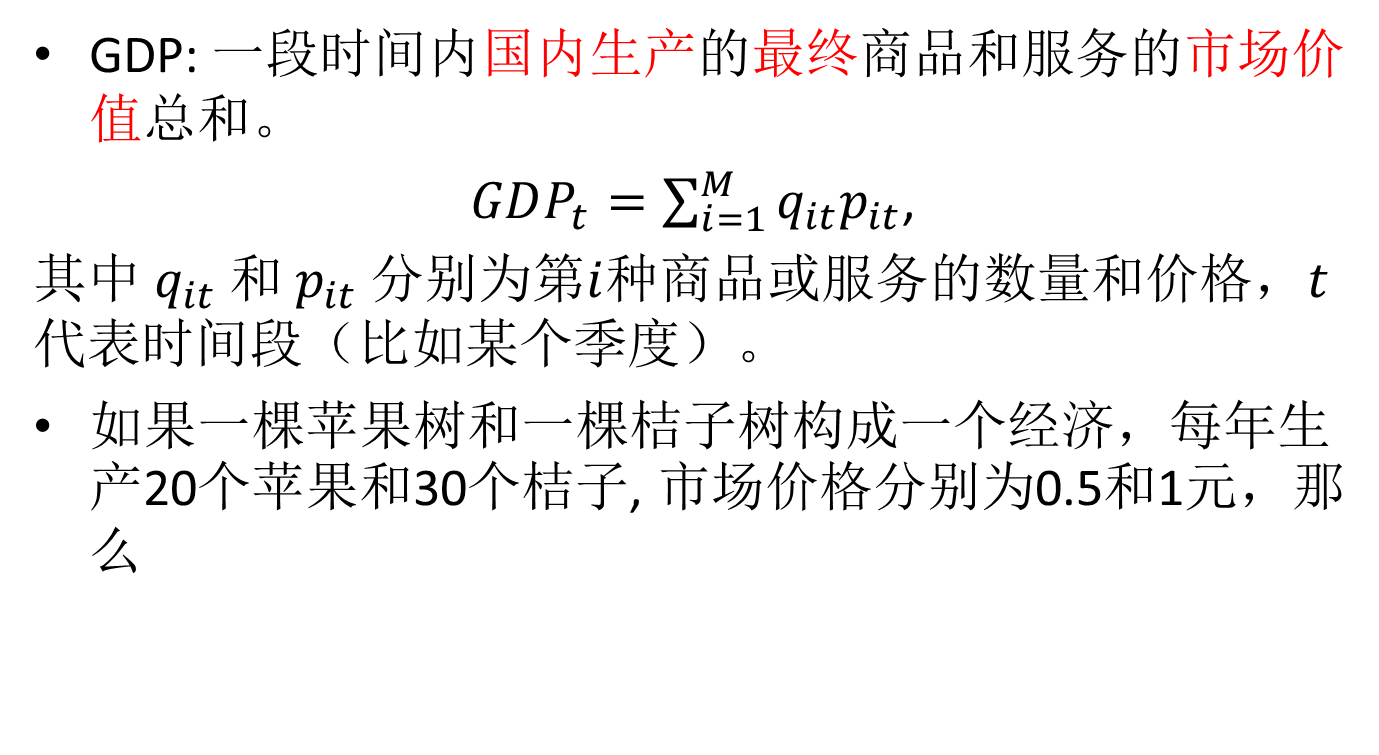 • GDP: 一段时间内国内生产的最终商品和服务的市场价
值总和。
$GDP_t = \sum_{i=1}^{M} q_{it} p_{it},$
其中 $q_{it}$ 和 $p_{it}$ 分别为第$i$种商品或服务的数量和价格，$t$
代表时间段（比如某个季度）。
• 如果一棵苹果树和一棵桔子树构成一个经济，每年生
产20个苹果和30个桔子, 市场价格分别为0.5和1元，那
么